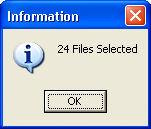 Information
24 Files Selected
OK